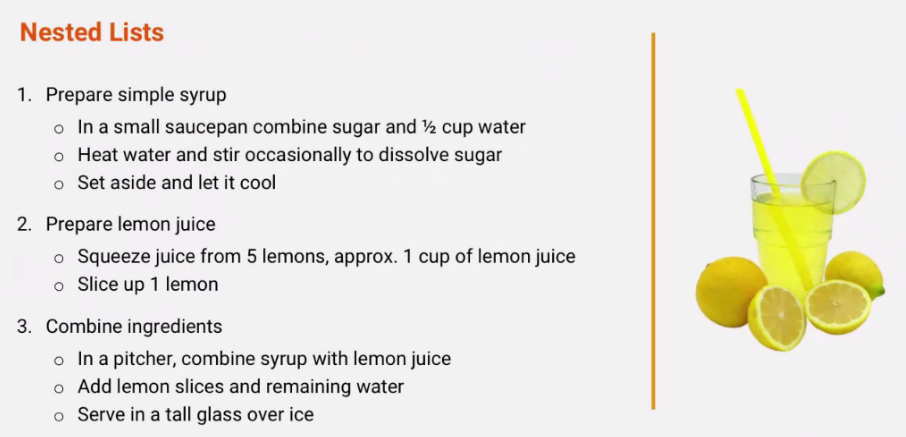 Nested Lists
1. Prepare simple syrup
o In a small saucepan combine sugar and ½ cup water
o Heat water and stir occasionally to dissolve sugar
o Set aside and let it cool
2. Prepare lemon juice
o Squeeze juice from 5 lemons, approx. 1 cup of lemon juice
o Slice up 1 lemon
3. Combine ingredients
o In a pitcher, combine syrup with lemon juice
o Add lemon slices and remaining water
o Serve in a tall glass over ice